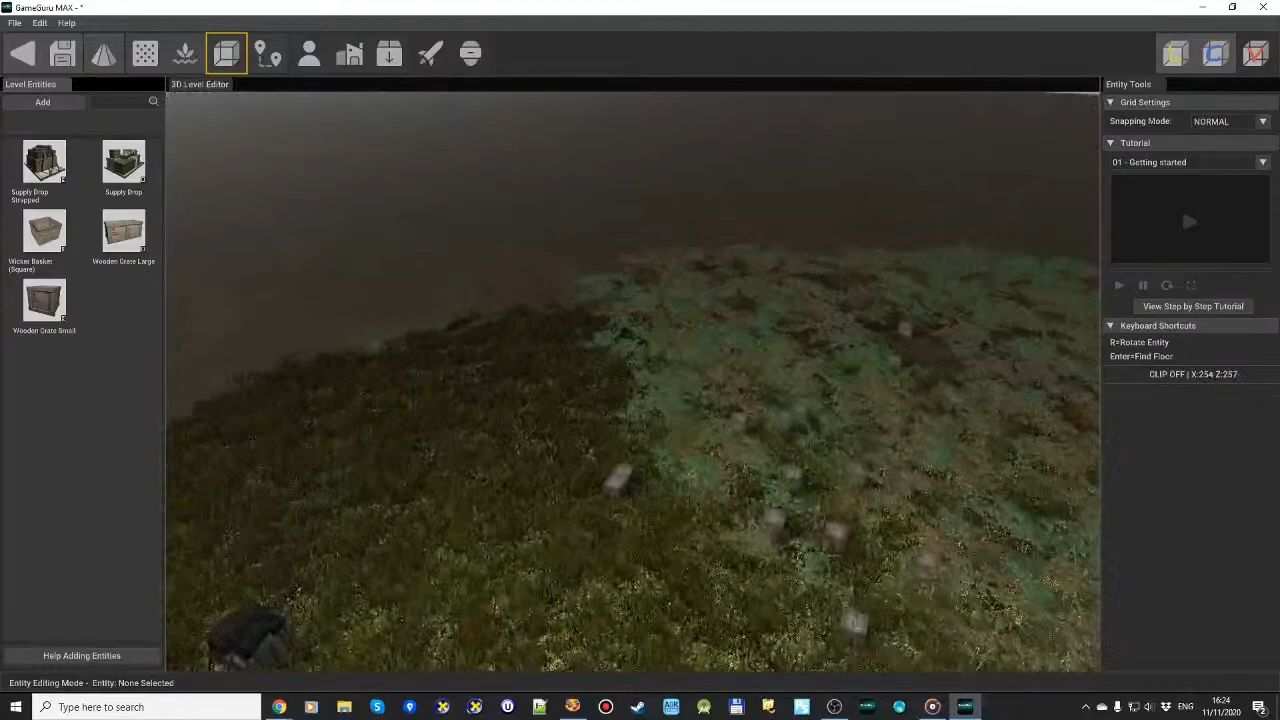 GameGuru MAX - *
File Edit Help
Level Entities
3D Level Editor
Entity Tools
Add
Grid Settings
Snapping Mode: NORMAL
Tutorial
01 - Getting started
Supply Drop Strapped
Supply Drop
Wicker Basket (Square)
Wooden Crate Large
Wooden Crate Small
View Step by Step Tutorial
Keyboard Shortcuts
R=Rotate Entity
Enter=Find Floor
CLIP OFF | X:254 Z:257
Help Adding Entities
Entity Editing Mode - Entity: None Selected
Type here to search
ENG
16:24
11/11/2020